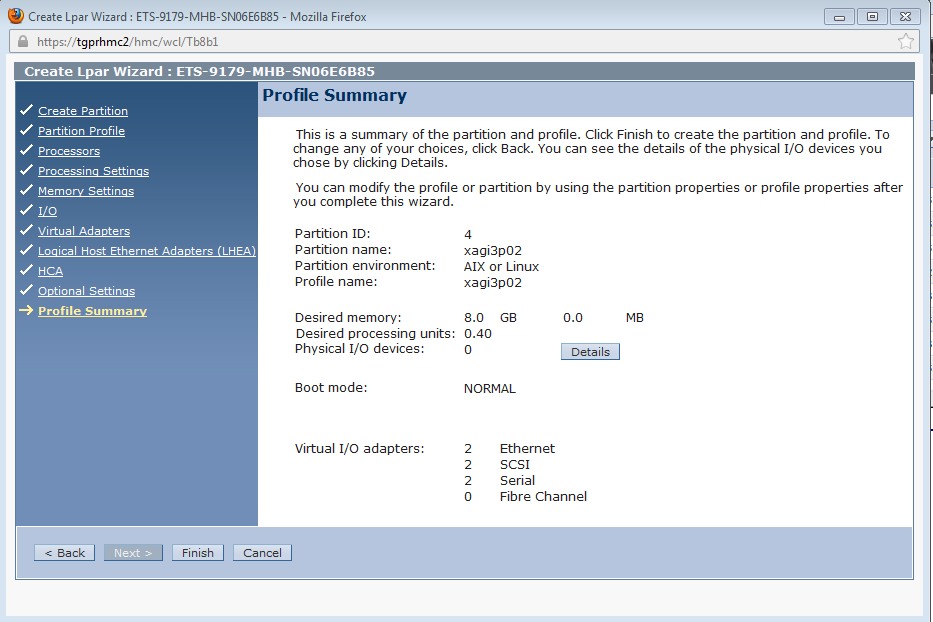 Create Lpar Wizard : ETS-9179-MHB-SN06E6B85 - Mozilla Firefox
https://tgprhmc2/hmc/wcl/Tb8b1
Create Lpar Wizard : ETS-9179-MHB-SN06E6B85
Create Partition
Partition Profile
Processors
Processing Settings
Memory Settings
I/O
Virtual Adapters
Logical Host Ethernet Adapters (LHEA)
HCA
Optional Settings
Profile Summary
Profile Summary
This is a summary of the partition and profile. Click Finish to create the partition and profile. To
change any of your choices, click Back. You can see the details of the physical I/O devices you
chose by clicking Details.
You can modify the profile or partition by using the partition properties or profile properties after
you complete this wizard.
Partition ID: 4
Partition name: xagi3p02
Partition environment: AIX or Linux
Profile name: xagi3p02
Desired memory: 8.0 GB 0.0 MB
Desired processing units: 0.40
Physical I/O devices: 0 Details
Boot mode: NORMAL
Virtual I/O adapters: 2 Ethernet
2 SCSI
2 Serial
0 Fibre Channel
< Back Next > Finish Cancel